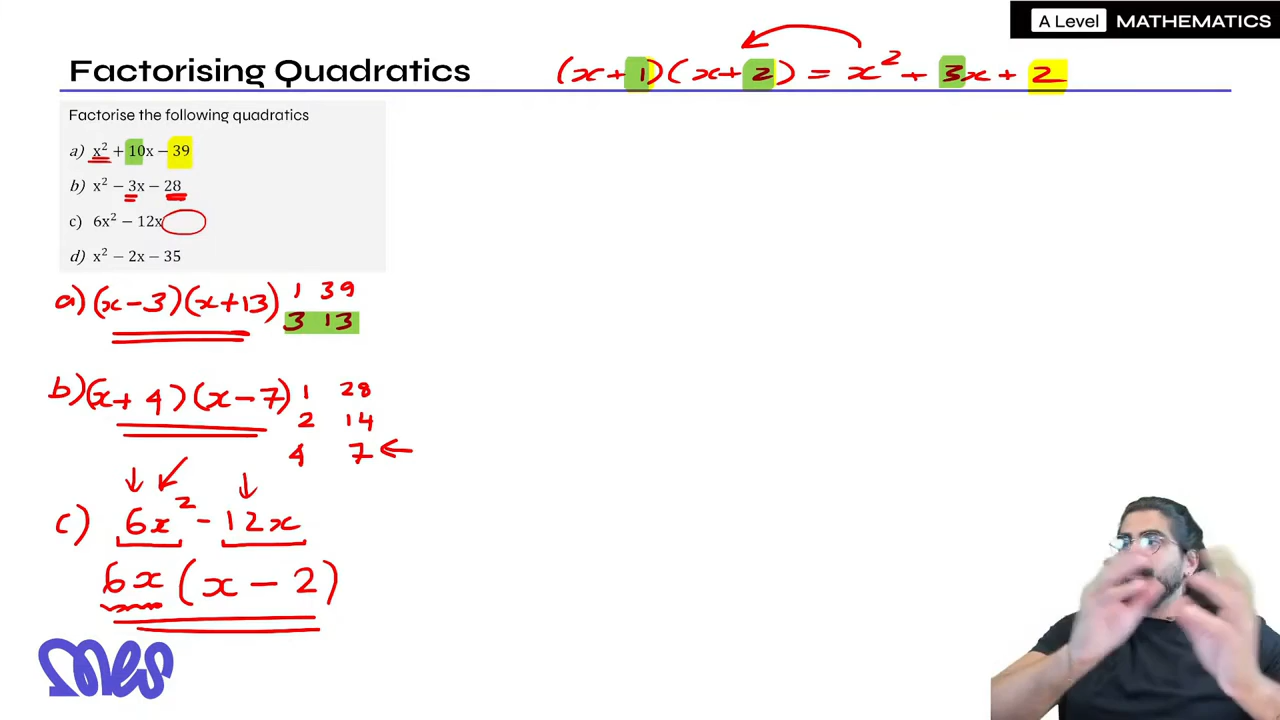 A Level MATHEMATICS
Factorising Quadratics
(x+1)(x+2) = x² + 3x + 2
Factorise the following quadratics
a) x² + 10x − 39
b) x² − 3x − 28
c) 6x² − 12x
d) x² − 2x − 35
a) (x−3)(x+13) 1 39
3 13
b) (x+4)(x−7) 1 28
2 14
4 7 ←
c) 6x² − 12x
6x(x − 2)
mes